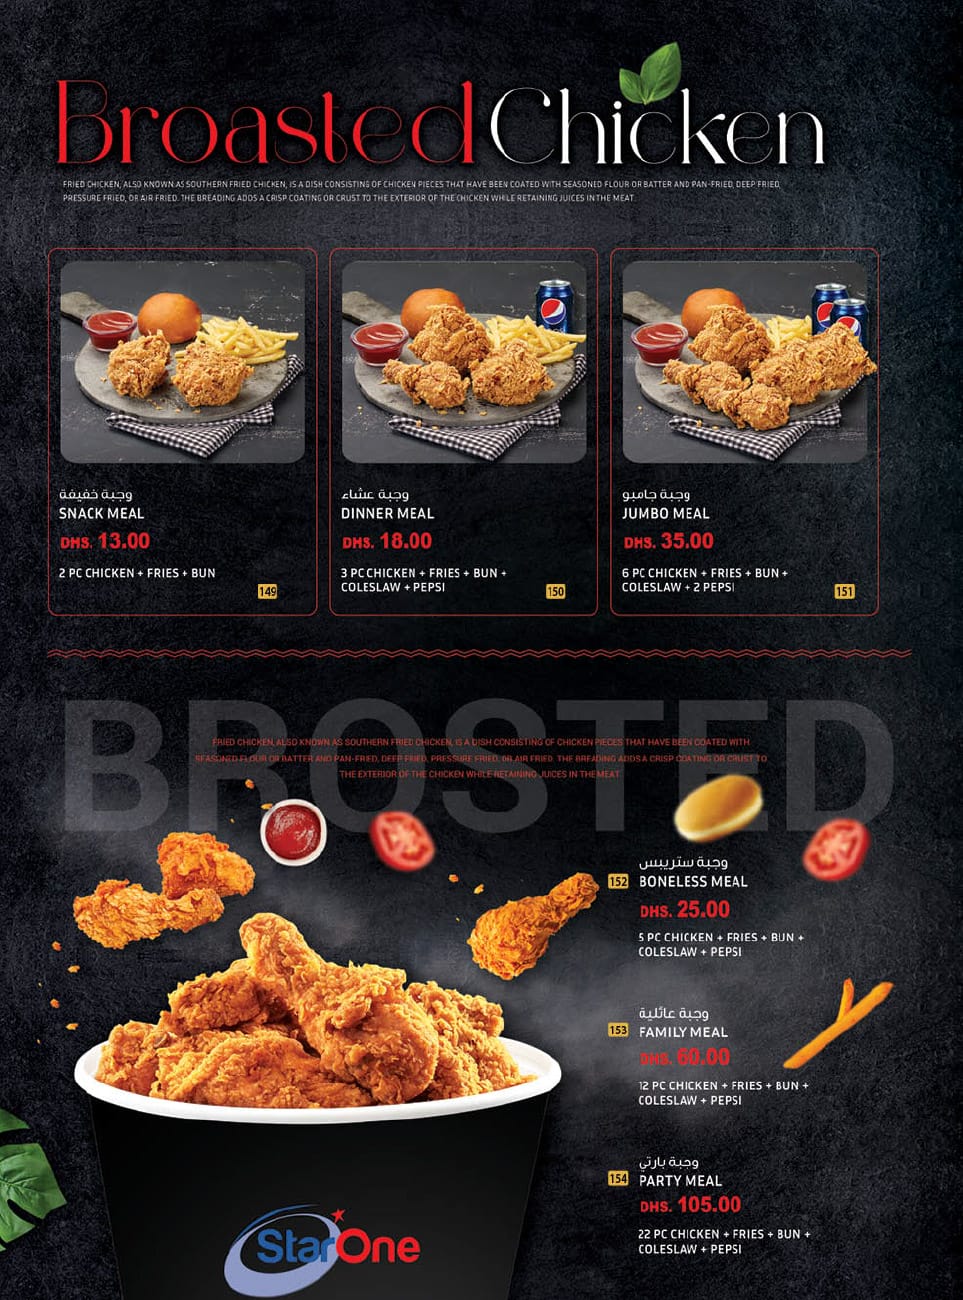 Broasted Chicken
FRIED CHICKEN, ALSO KNOWN AS SOUTHERN FRIED CHICKEN, IS A DISH CONSISTING OF CHICKEN PIECES THAT HAVE BEEN COATED WITH SEASONED FLOUR OR BATTER AND PAN-FRIED, DEEP FRIED,
PRESSURE FRIED, OR AIR FRIED. THE BREADING ADDS A CRISP COATING OR CRUST TO THE EXTERIOR OF THE CHICKEN WHILE RETAINING JUICES IN THE MEAT.
وجبة خفيفة
SNACK MEAL
DHS. 13.00
2 PC CHICKEN + FRIES + BUN
149
وجبة عشاء
DINNER MEAL
DHS. 18.00
3 PC CHICKEN + FRIES + BUN +
COLESLAW + PEPSI
150
وجبة جامبو
JUMBO MEAL
DHS. 35.00
6 PC CHICKEN + FRIES + BUN +
COLESLAW + 2 PEPSI
151
BROSTED
FRIED CHICKEN, ALSO KNOWN AS SOUTHERN FRIED CHICKEN, IS A DISH CONSISTING OF CHICKEN PIECES THAT HAVE BEEN COATED WITH
SEASONED FLOUR OR BATTER AND PAN-FRIED, DEEP FRIED, PRESSURE FRIED, OR AIR FRIED. THE BREADING ADDS A CRISP COATING OR CRUST TO
THE EXTERIOR OF THE CHICKEN WHILE RETAINING JUICES IN THE MEAT.
وجبة ستريبس
152 BONELESS MEAL
DHS. 25.00
5 PC CHICKEN + FRIES + BUN +
COLESLAW + PEPSI
وجبة عائلية
153 FAMILY MEAL
DHS. 60.00
12 PC CHICKEN + FRIES + BUN +
COLESLAW + PEPSI
وجبة بارتي
154 PARTY MEAL
DHS. 105.00
22 PC CHICKEN + FRIES + BUN +
COLESLAW + PEPSI
StarOne